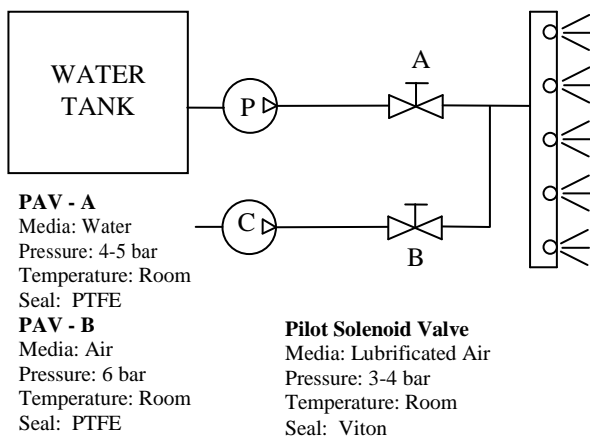 WATER
TANK
P
A
C
B
PAV - A
Media: Water
Pressure: 4-5 bar
Temperature: Room
Seal: PTFE
PAV - B
Media: Air
Pressure: 6 bar
Temperature: Room
Seal: PTFE
Pilot Solenoid Valve
Media: Lubrificated Air
Pressure: 3-4 bar
Temperature: Room
Seal: Viton